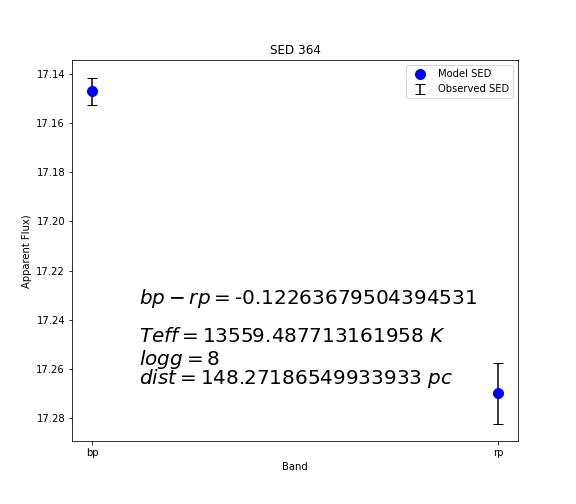 SED 364
Model SED
Observed SED
17.14
17.16
17.18
17.20
17.22
17.24
17.26
17.28
Apparent Flux)
bp − rp = -0.12263679504394531
Teff = 13559.487713161958 K
logg = 8
dist = 148.27186549933933 pc
bp
rp
Band